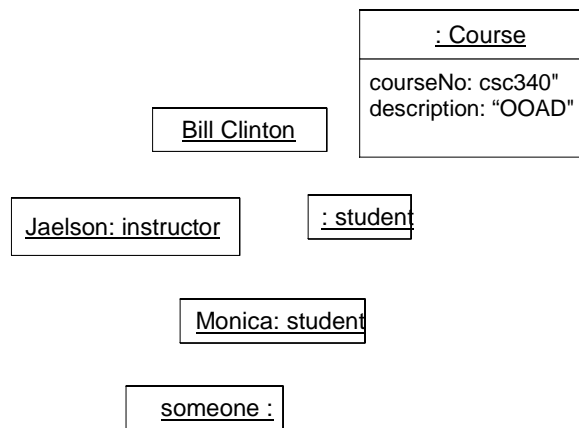 : Course
courseNo: csc340"
description: “OOAD"
Bill Clinton
Jaelson: instructor
: student
Monica: student
someone :